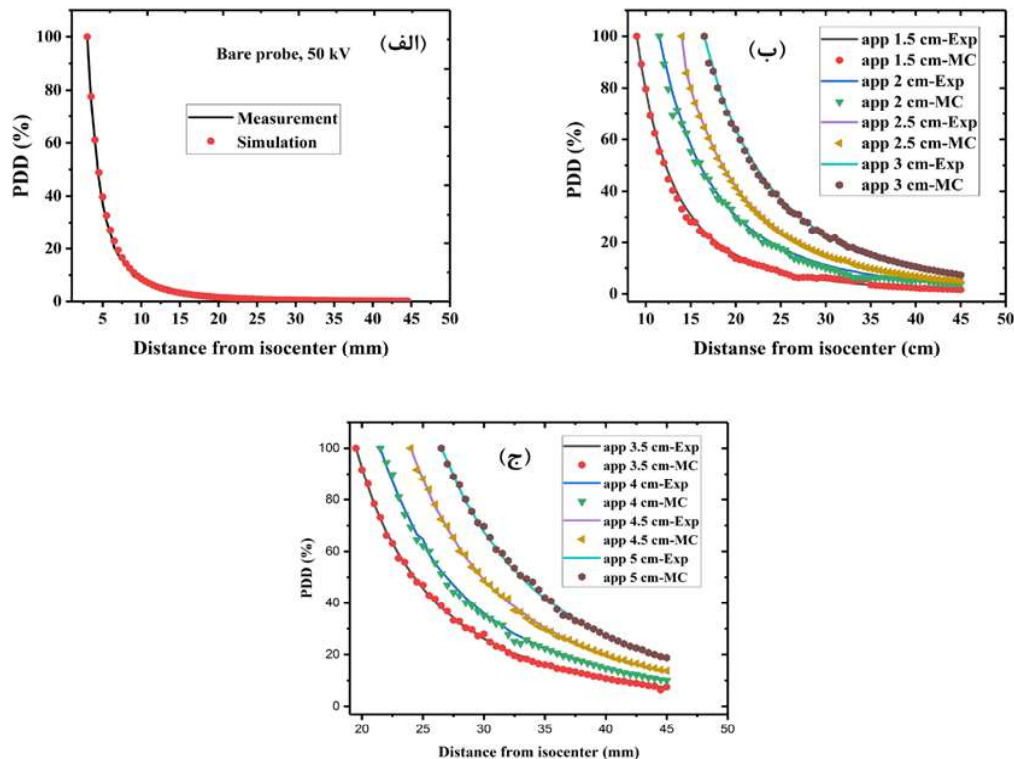 (الف)
Bare probe, 50 kV
Measurement
Simulation
PDD (%)
100
80
60
40
20
0
5 10 15 20 25 30 35 40 45 50
Distance from isocenter (mm)
(ب)
app 1.5 cm-Exp
app 1.5 cm-MC
app 2 cm-Exp
app 2 cm-MC
app 2.5 cm-Exp
app 2.5 cm-MC
app 3 cm-Exp
app 3 cm-MC
PDD (%)
100
80
60
40
20
0
10 15 20 25 30 35 40 45 50
Distanse from isocenter (cm)
(ج)
app 3.5 cm-Exp
app 3.5 cm-MC
app 4 cm-Exp
app 4 cm-MC
app 4.5 cm-Exp
app 4.5 cm-MC
app 5 cm-Exp
app 5 cm-MC
PDD (%)
100
80
60
40
20
0
20 25 30 35 40 45 50
Distance from isocenter (mm)